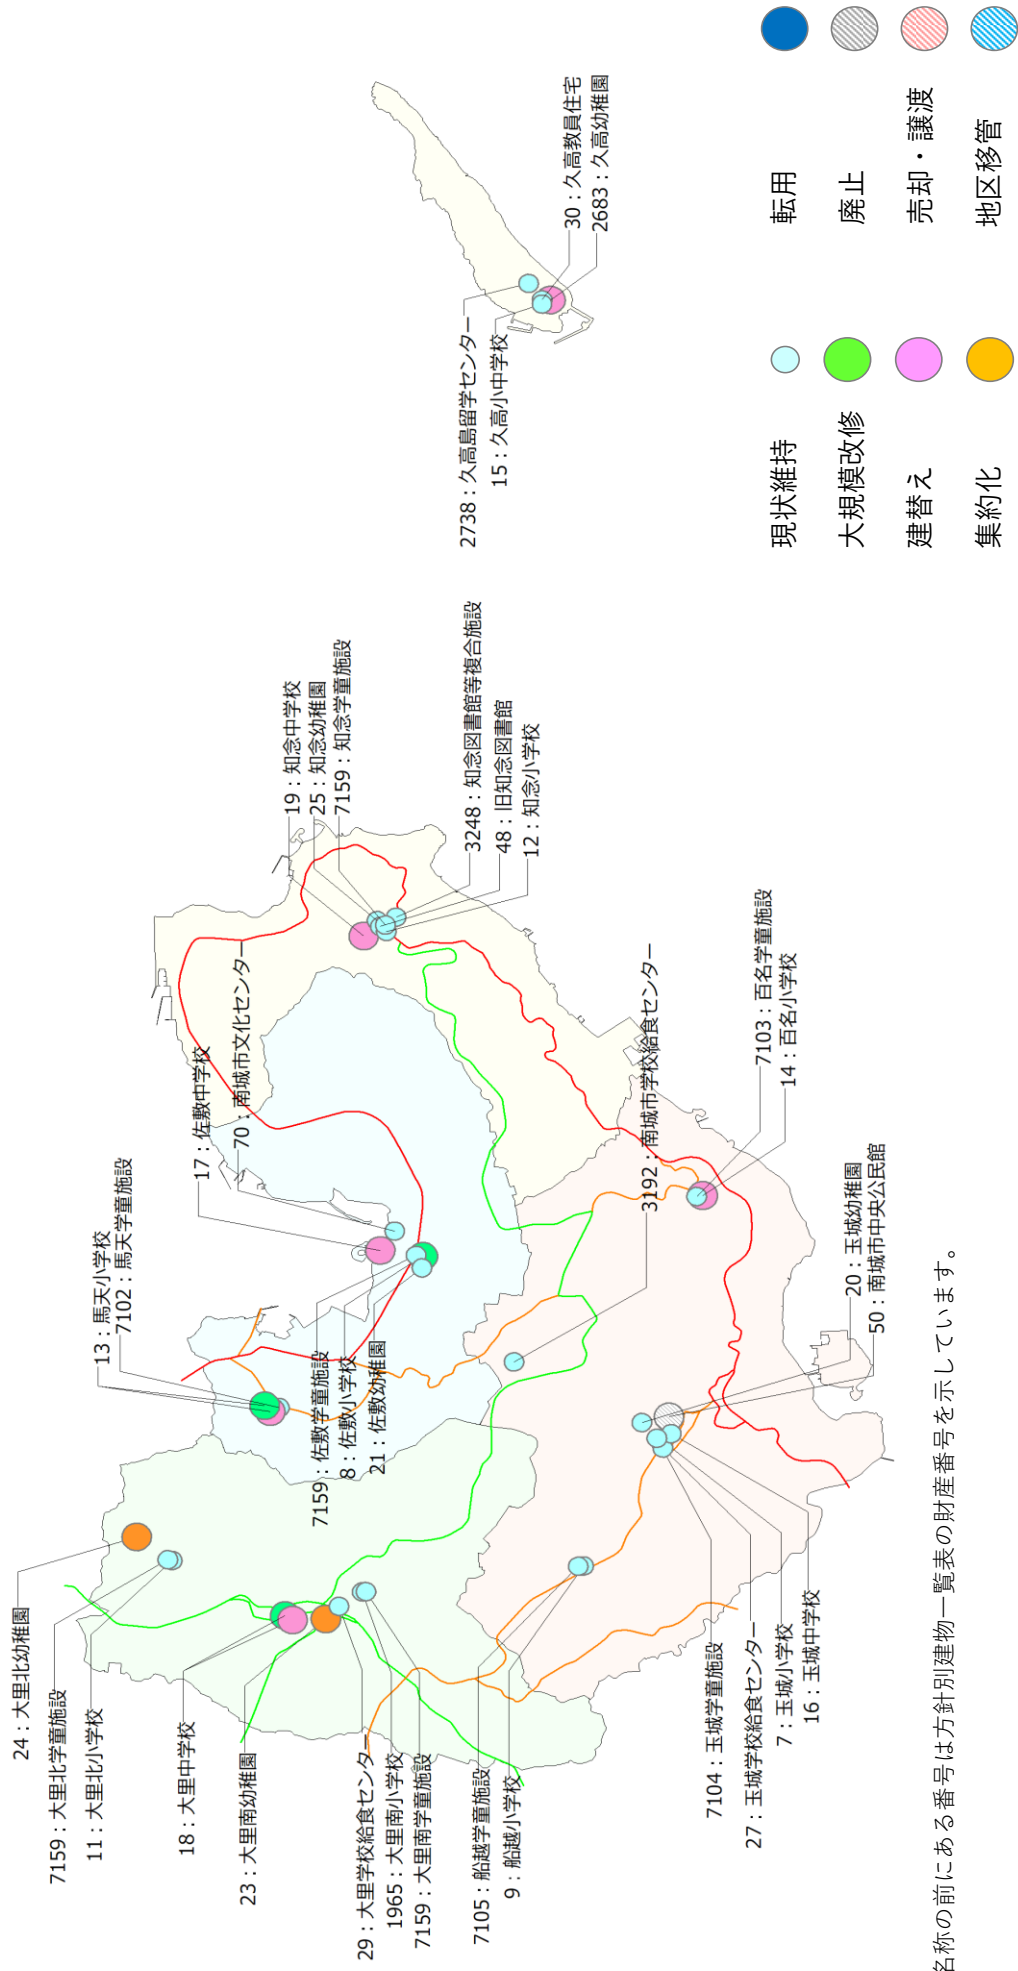 24：大里北幼稚園
7159：大里北学童施設
11：大里北小学校
18：大里中学校
23：大里南幼稚園
29：大里学校給食センター
1965：大里南小学校
7159：大里南学童施設
7105：船越学童施設
9：船越小学校
13：馬天小学校
7102：馬天学童施設
17：佐敷中学校
70：南城市文化センター
7159：佐敷学童施設
8：佐敷小学校
21：佐敷幼稚園
19：知念中学校
25：知念幼稚園
7159：知念学童施設
3248：知念図書館等複合施設
48：旧知念図書館
12：知念小学校
3192：南城市学校給食センター
7103：百名学童施設
14：百名小学校
20：玉城幼稚園
50：南城市中央公民館
7104：玉城学童施設
27：玉城学校給食センター
7：玉城小学校
16：玉城中学校
2738：久高島留学センター
15：久高小中学校
30：久高教員住宅
2683：久高幼稚園
現状維持
大規模改修
建替え
集約化
転用
廃止
売却・譲渡
地区移管
名称の前にある番号は方針別建物一覧表の財産番号を示しています。